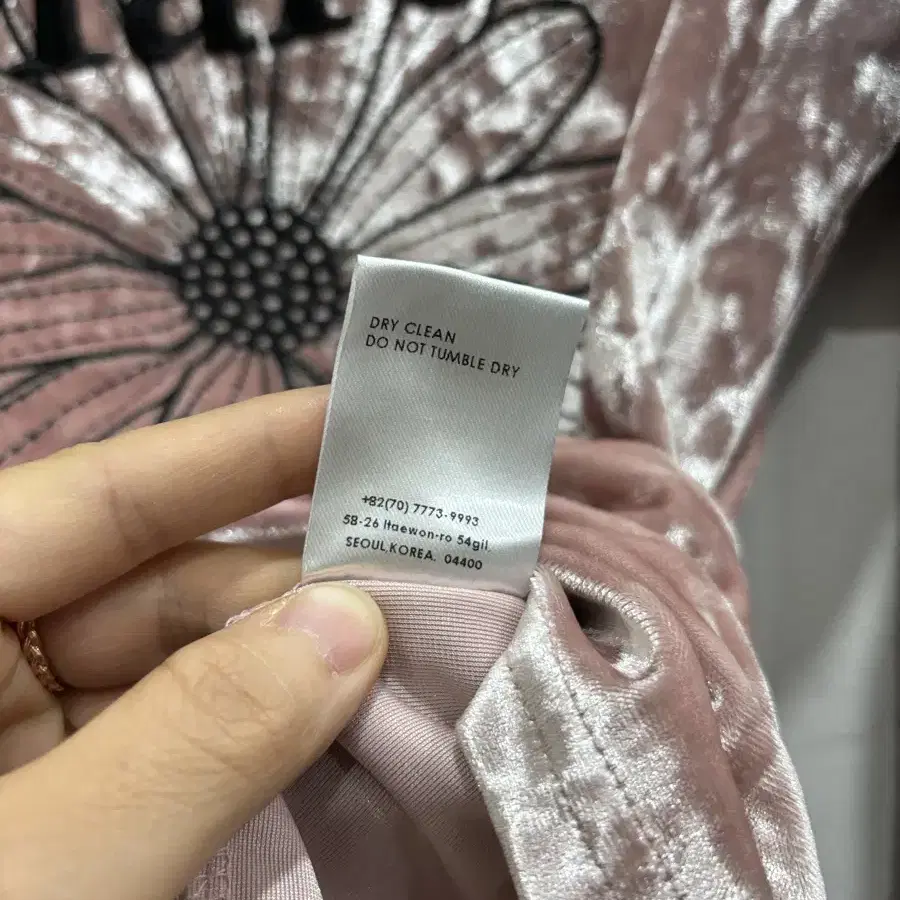 DRY CLEAN
DO NOT TUMBLE DRY
+82(70) 7773-9993
58-26 Itaewon-ro 54gil,
SEOUL,KOREA. 04400